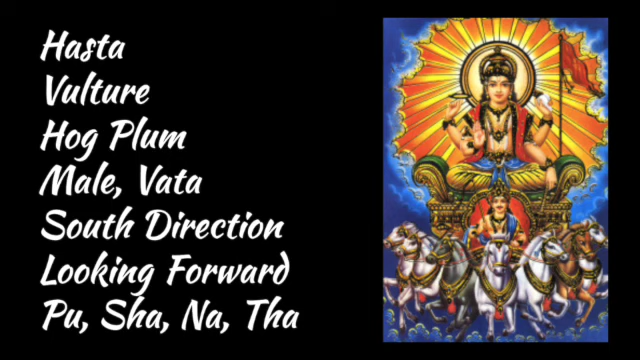 Hasta
Vulture
Hog Plum
Male, Vata
South Direction
Looking Forward
Pu, Sha, Na, Tha